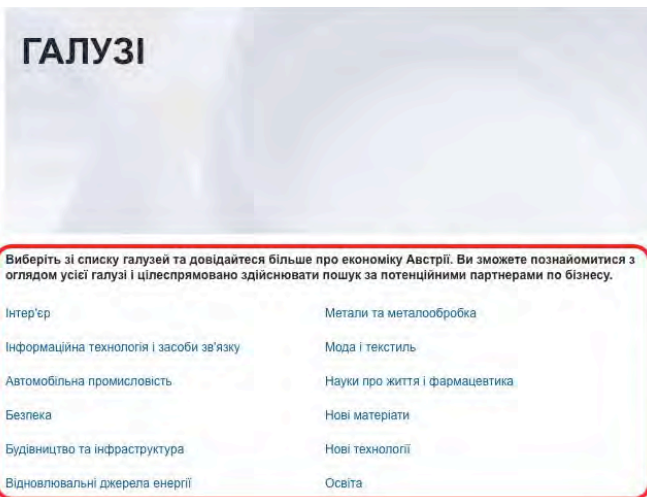 ГАЛУЗІ
Виберіть зі списку галузей та довідайтеся більше про економіку Австрії. Ви зможете познайомитися з
оглядом усієї галузі і цілеспрямовано здійснювати пошук за потенційними партнерами по бізнесу.
Інтер'єр
Інформаційна технологія і засоби зв'язку
Автомобільна промисловість
Безпека
Будівництво та інфраструктура
Відновлювальні джерела енергії
Метали та металообробка
Мода і текстиль
Науки про життя і фармацевтика
Нові матеріати
Нові технології
Освіта